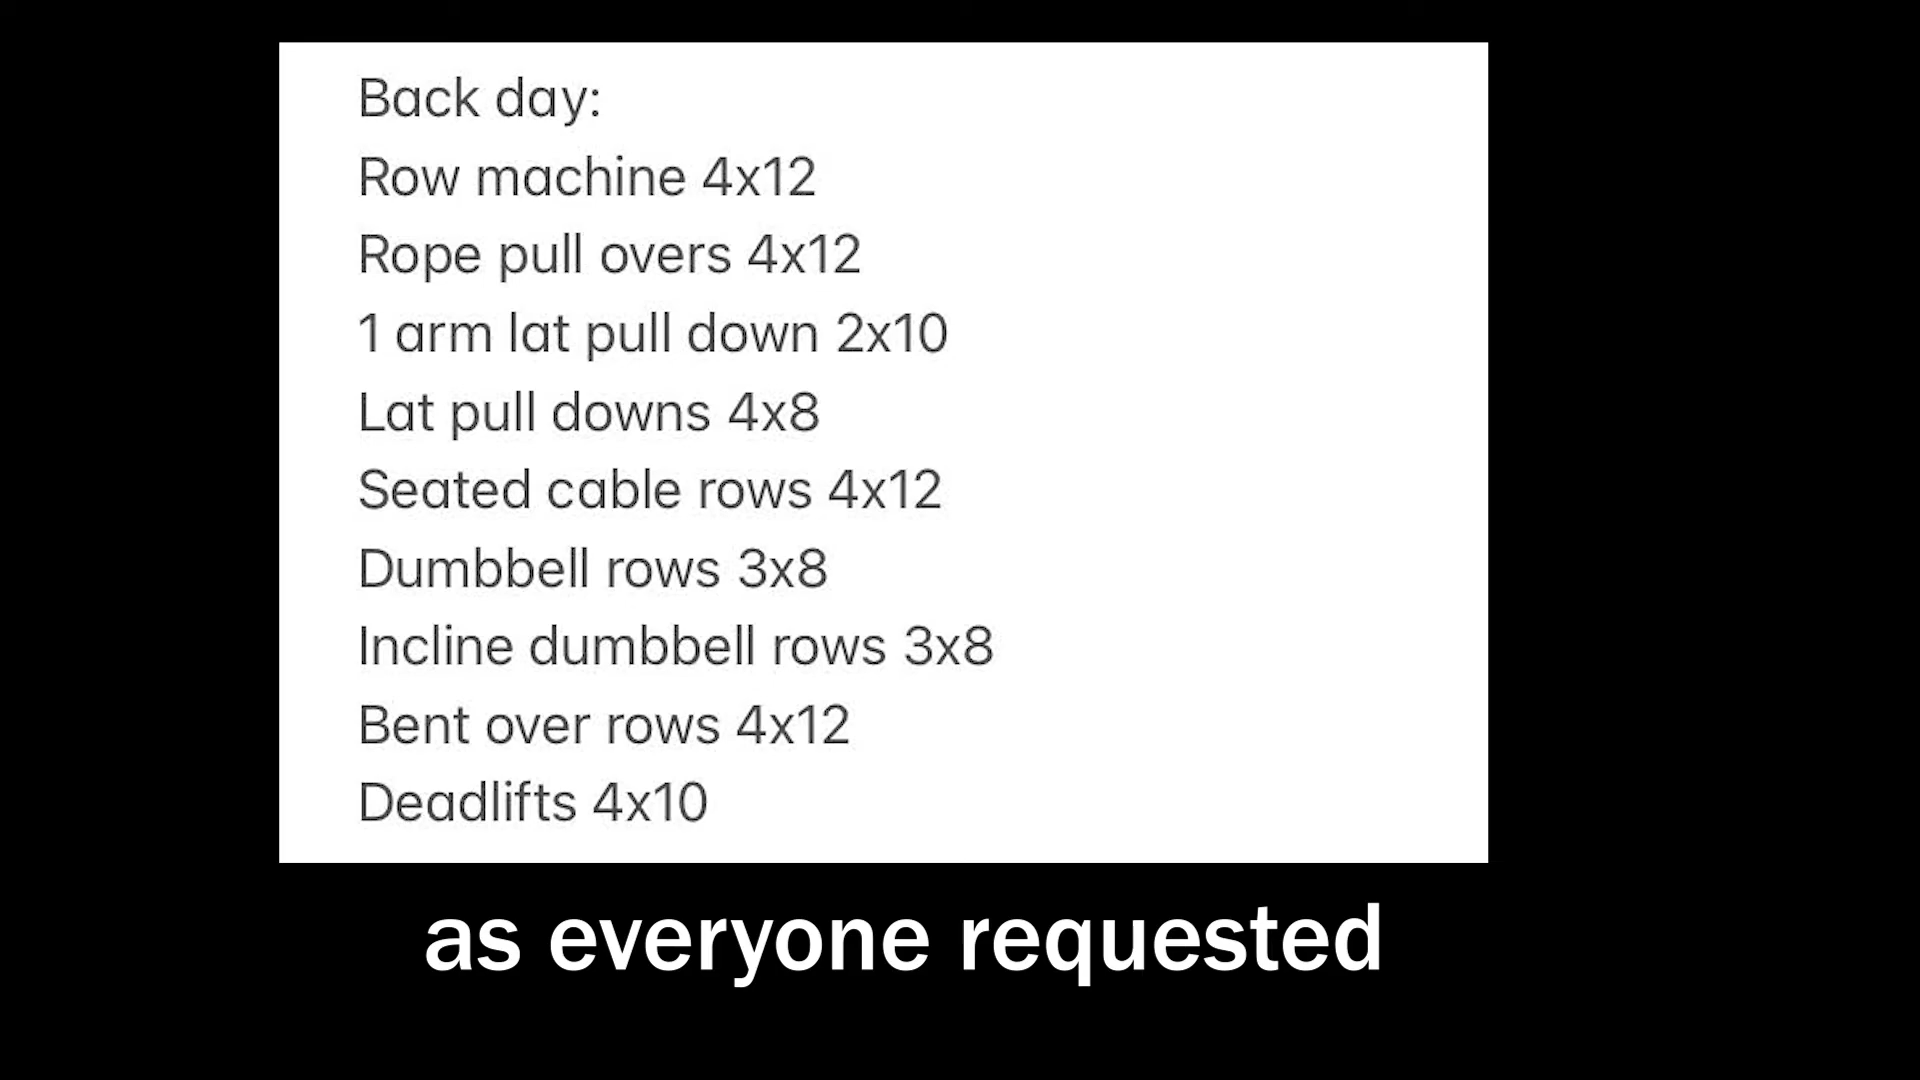 Back day:
Row machine 4x12
Rope pull overs 4x12
1 arm lat pull down 2x10
Lat pull downs 4x8
Seated cable rows 4x12
Dumbbell rows 3x8
Incline dumbbell rows 3x8
Bent over rows 4x12
Deadlifts 4x10
as everyone requested